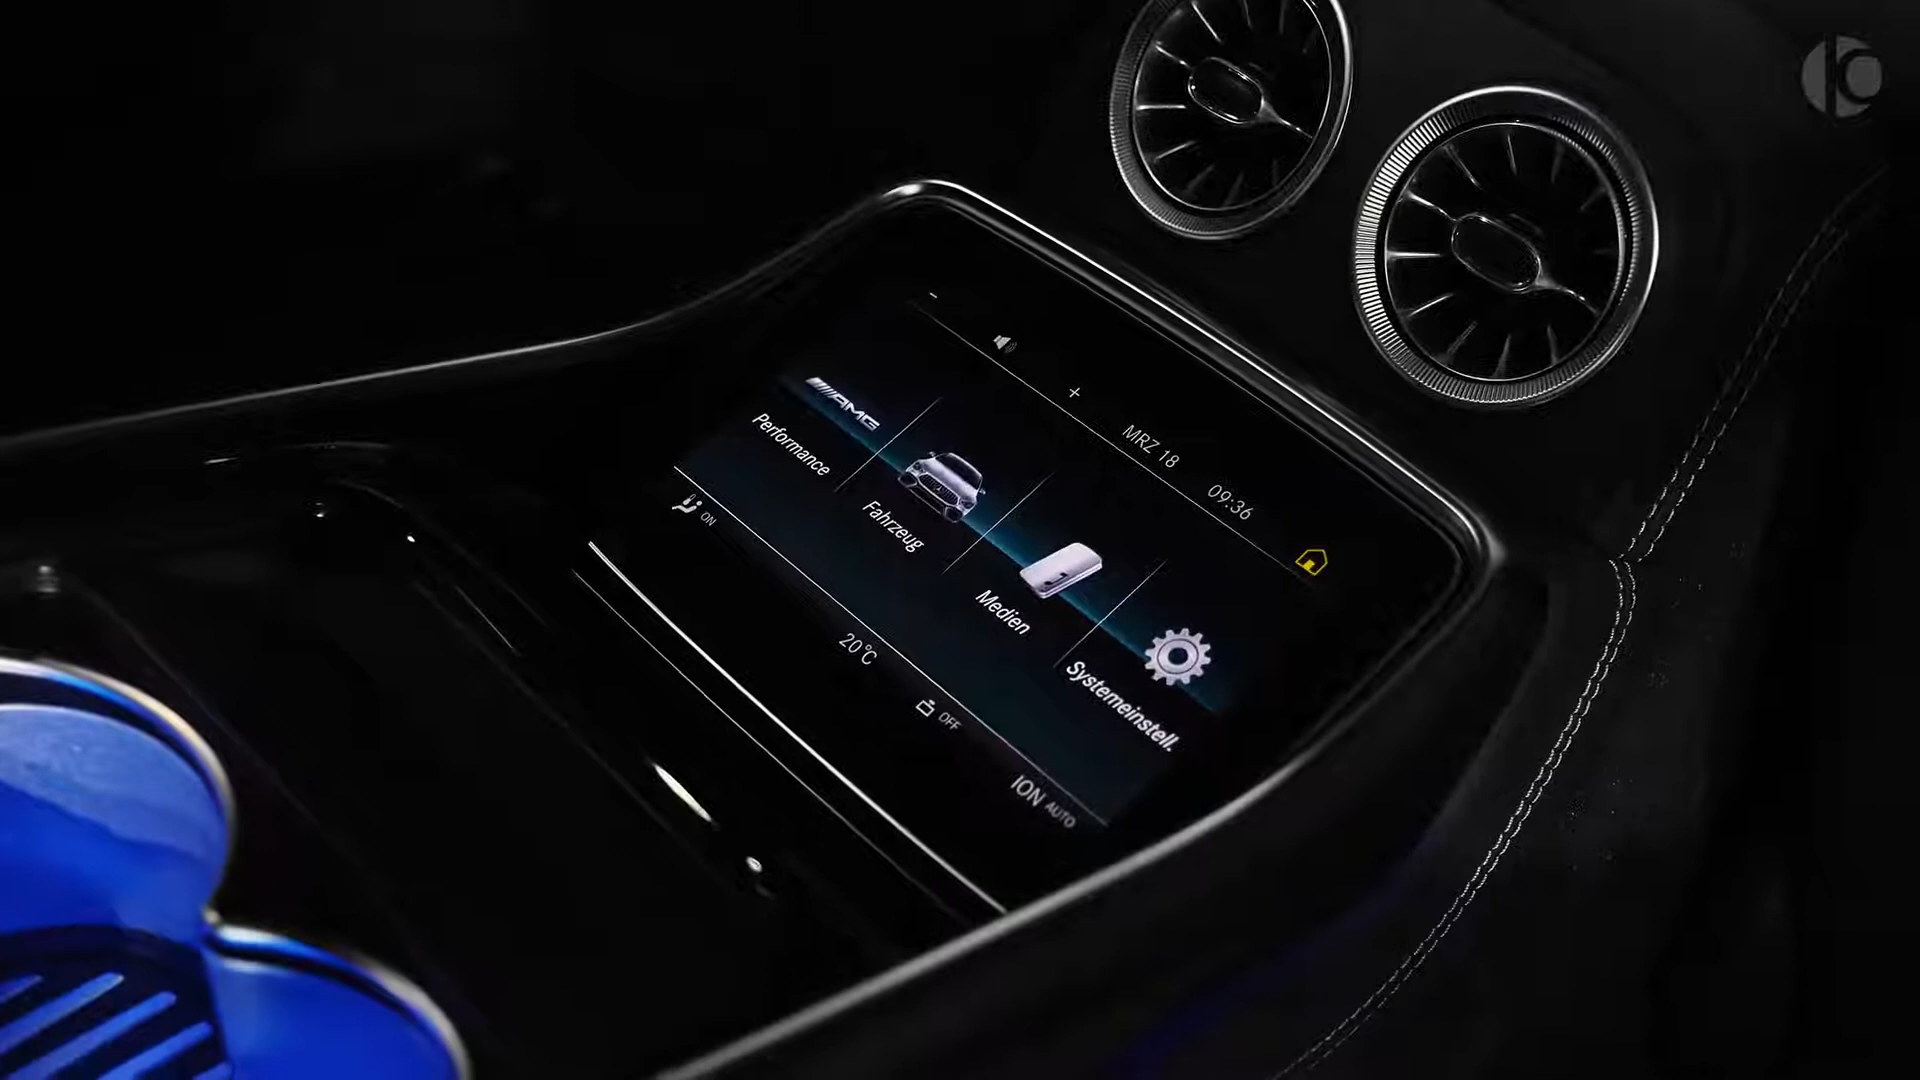 -
+
MRZ 18
09:36
AMG
Performance
Fahrzeug
Medien
Systemeinstell.
ON
20°C
OFF
ION AUTO